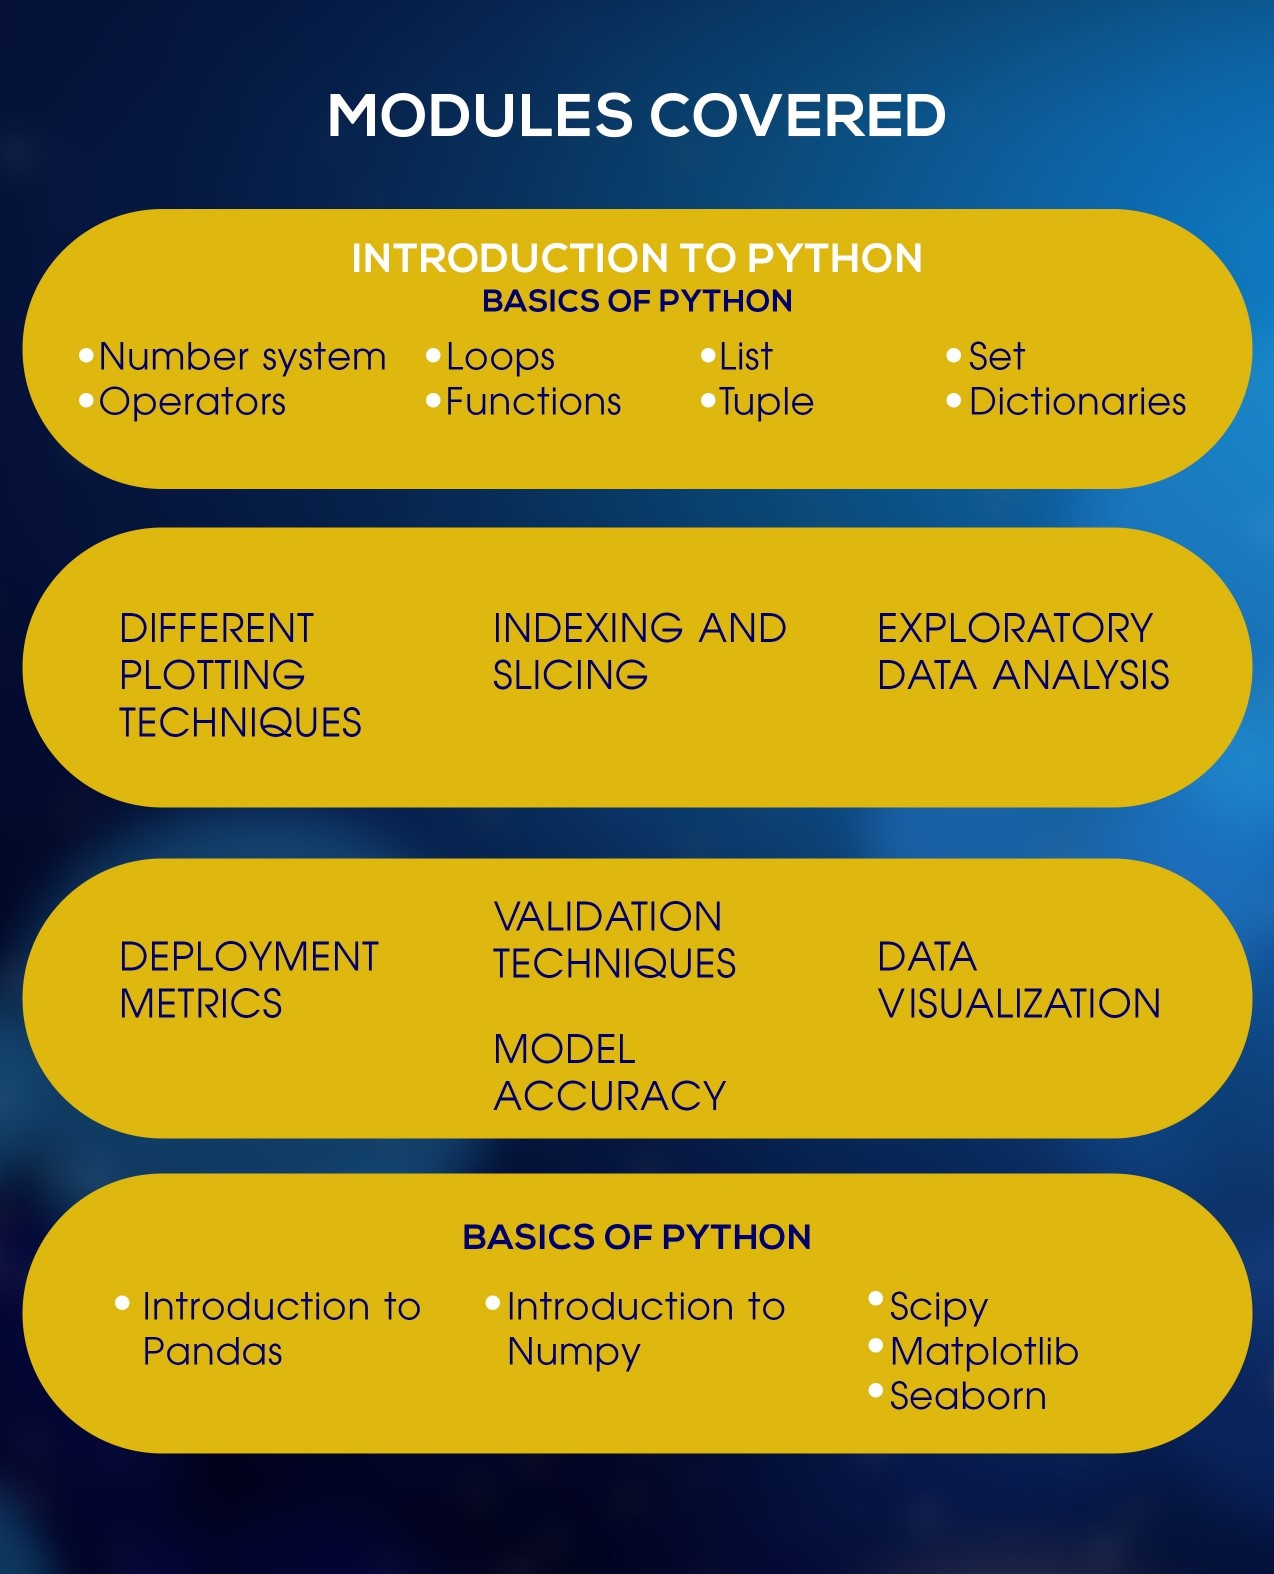 MODULES COVERED
INTRODUCTION TO PYTHON
BASICS OF PYTHON
•Number system •Loops •List • Set
•Operators •Functions •Tuple • Dictionaries
DIFFERENT
PLOTTING
TECHNIQUES
INDEXING AND
SLICING
EXPLORATORY
DATA ANALYSIS
DEPLOYMENT
METRICS
VALIDATION
TECHNIQUES
MODEL
ACCURACY
DATA
VISUALIZATION
BASICS OF PYTHON
• Introduction to
Pandas
• Introduction to
Numpy
• Scipy
• Matplotlib
• Seaborn